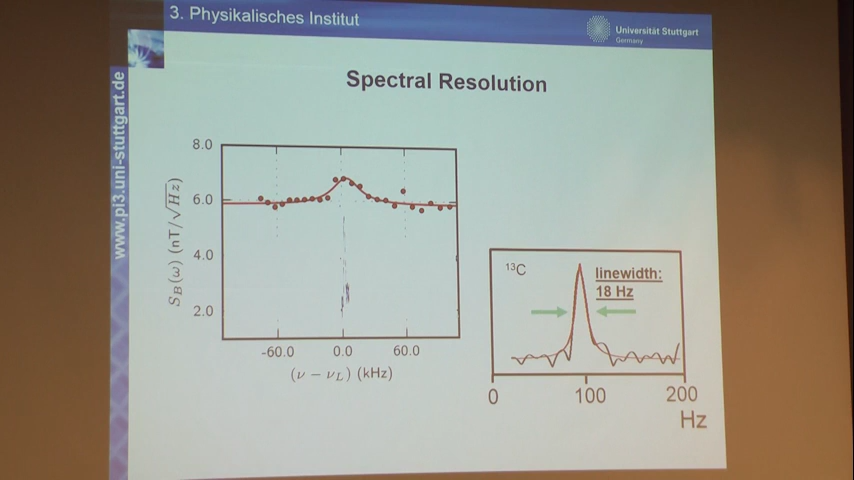 3. Physikalisches Institut
Universität Stuttgart
Germany
www.pi3.uni-stuttgart.de
Spectral Resolution
8.0
6.0
4.0
2.0
S_B(ω) (nT/√Hz)
-60.0 0.0 60.0
(ν − ν_L) (kHz)
¹³C
linewidth:
18 Hz
0 100 200
Hz